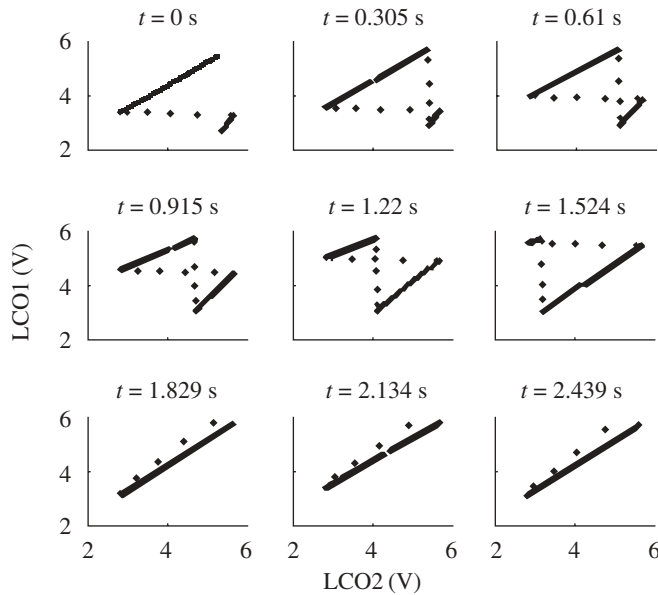 t = 0 s
t = 0.305 s
t = 0.61 s
6
4
2
t = 0.915 s
t = 1.22 s
t = 1.524 s
LCO1 (V)
6
4
2
t = 1.829 s
t = 2.134 s
t = 2.439 s
6
4
2
2 4 6 2 4 6 2 4 6
LCO2 (V)